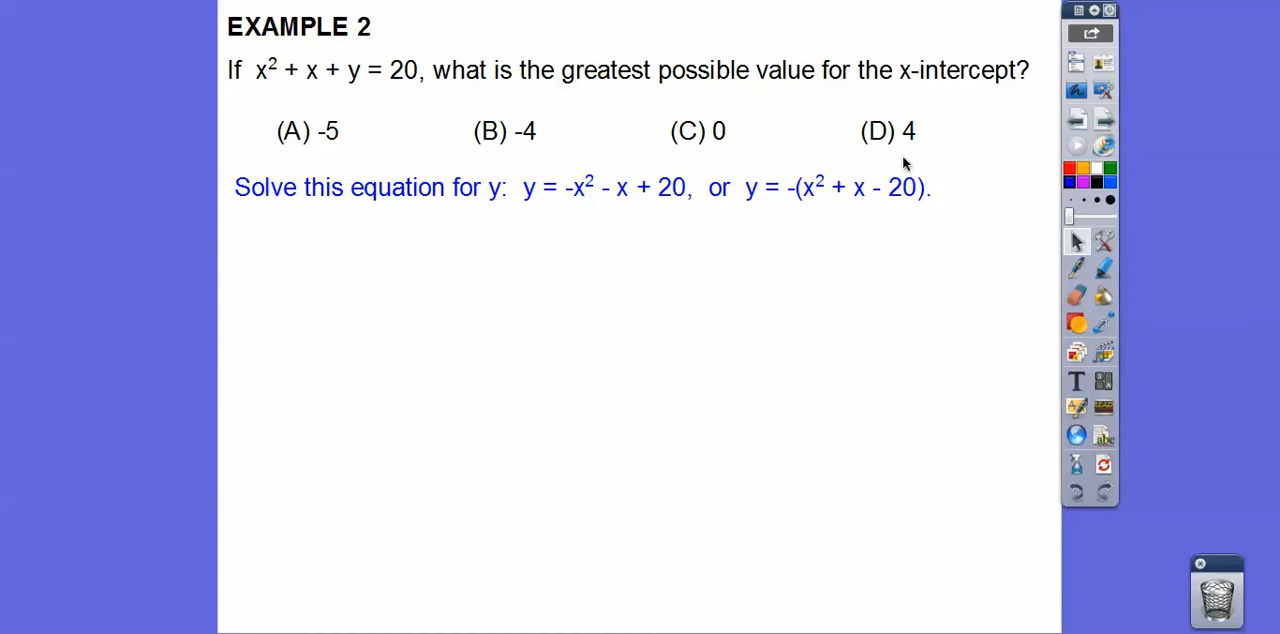 EXAMPLE 2
If x² + x + y = 20, what is the greatest possible value for the x-intercept?
(A) -5 (B) -4 (C) 0 (D) 4
Solve this equation for y: y = -x² - x + 20, or y = -(x² + x - 20).